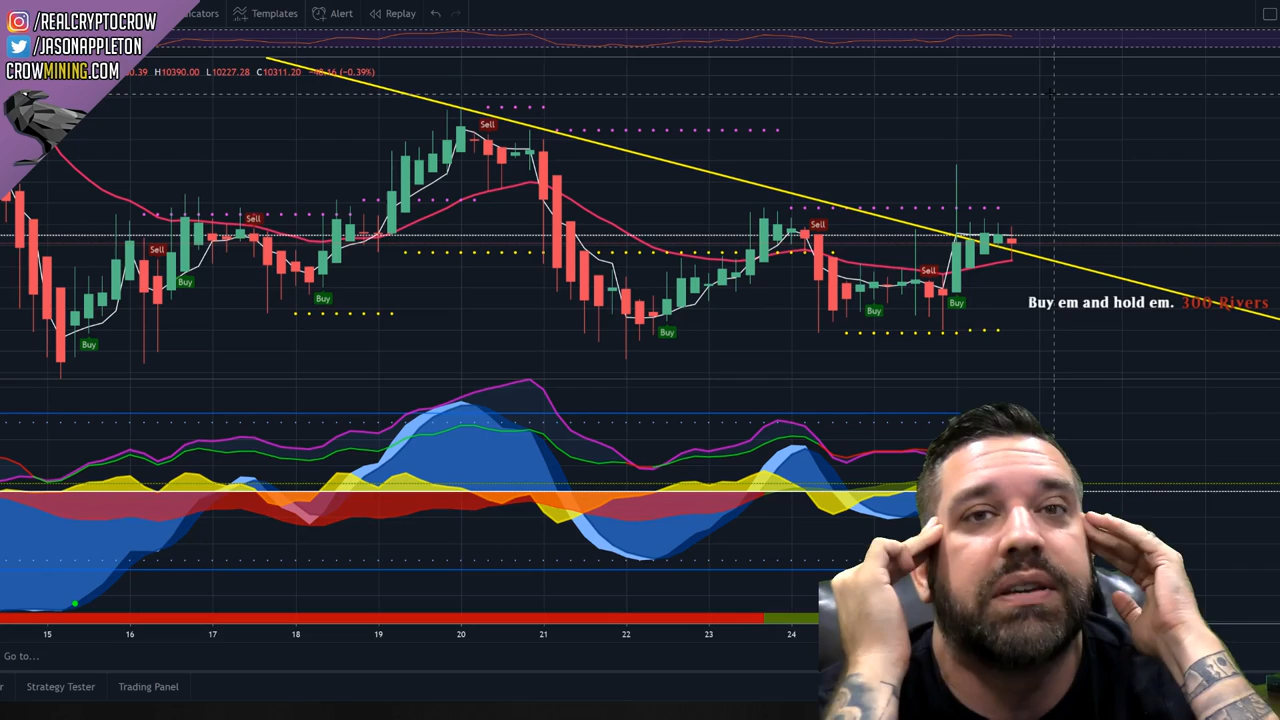 /REALCRYPTOCROW
/JASONAPPLETON
CROWMINING.COM
Templates
Alert
Replay
H10390.00 L10227.28 C10311.20 (−0.39%)
Sell
Sell
Sell
Sell
Sell
Buy
Buy
Buy
Buy
Buy
Buy
Buy em and hold em. 300 Rivers
15 16 17 18 19 20 21 22 23 24
Go to...
Strategy Tester
Trading Panel